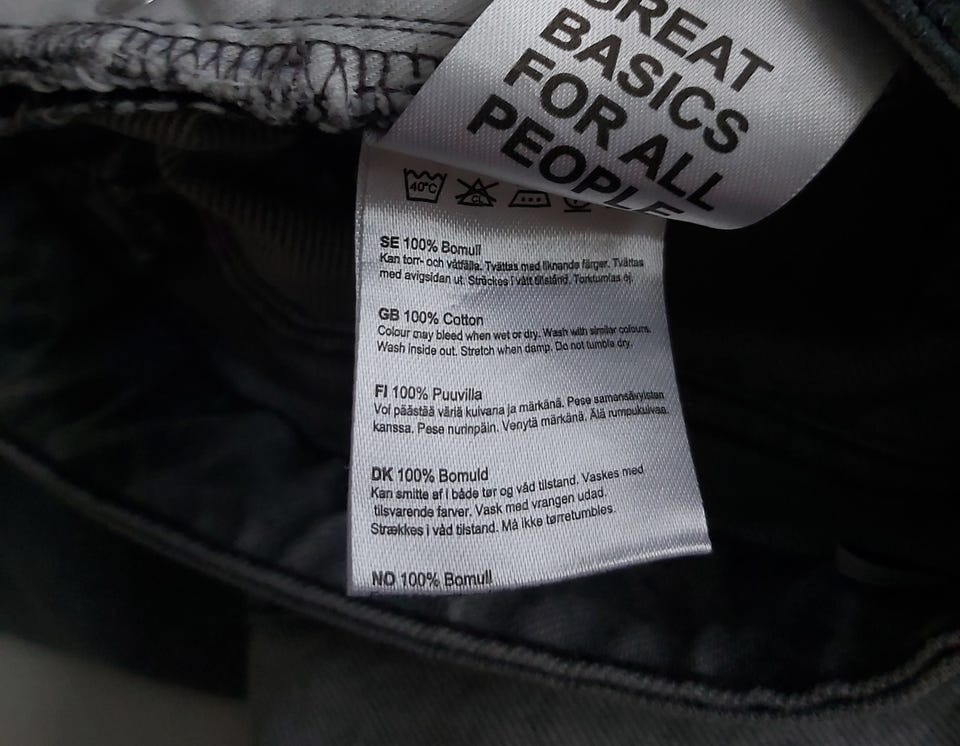 GREAT
BASICS
FOR ALL
PEOPLE
40°C CL
SE 100% Bomull
Kan torr- och våtfälla. Tvättas med liknande färger. Tvättas
med avigsidan ut. Sträckes i vått tillstånd. Torktumlas ej.
GB 100% Cotton
Colour may bleed when wet or dry. Wash with similar colours.
Wash inside out. Stretch when damp. Do not tumble dry.
FI 100% Puuvilla
Voi päästää väriä kuivana ja märkänä. Pese samansävyisten
kanssa. Pese nurinpäin. Venytä märkänä. Älä rumpukuivaa.
DK 100% Bomuld
Kan smitte af i både tør og våd tilstand. Vaskes med
tilsvarende farver. Vask med vrangen udad.
Strækkes i våd tilstand. Må ikke tørretumbles.
NO 100% Bomull